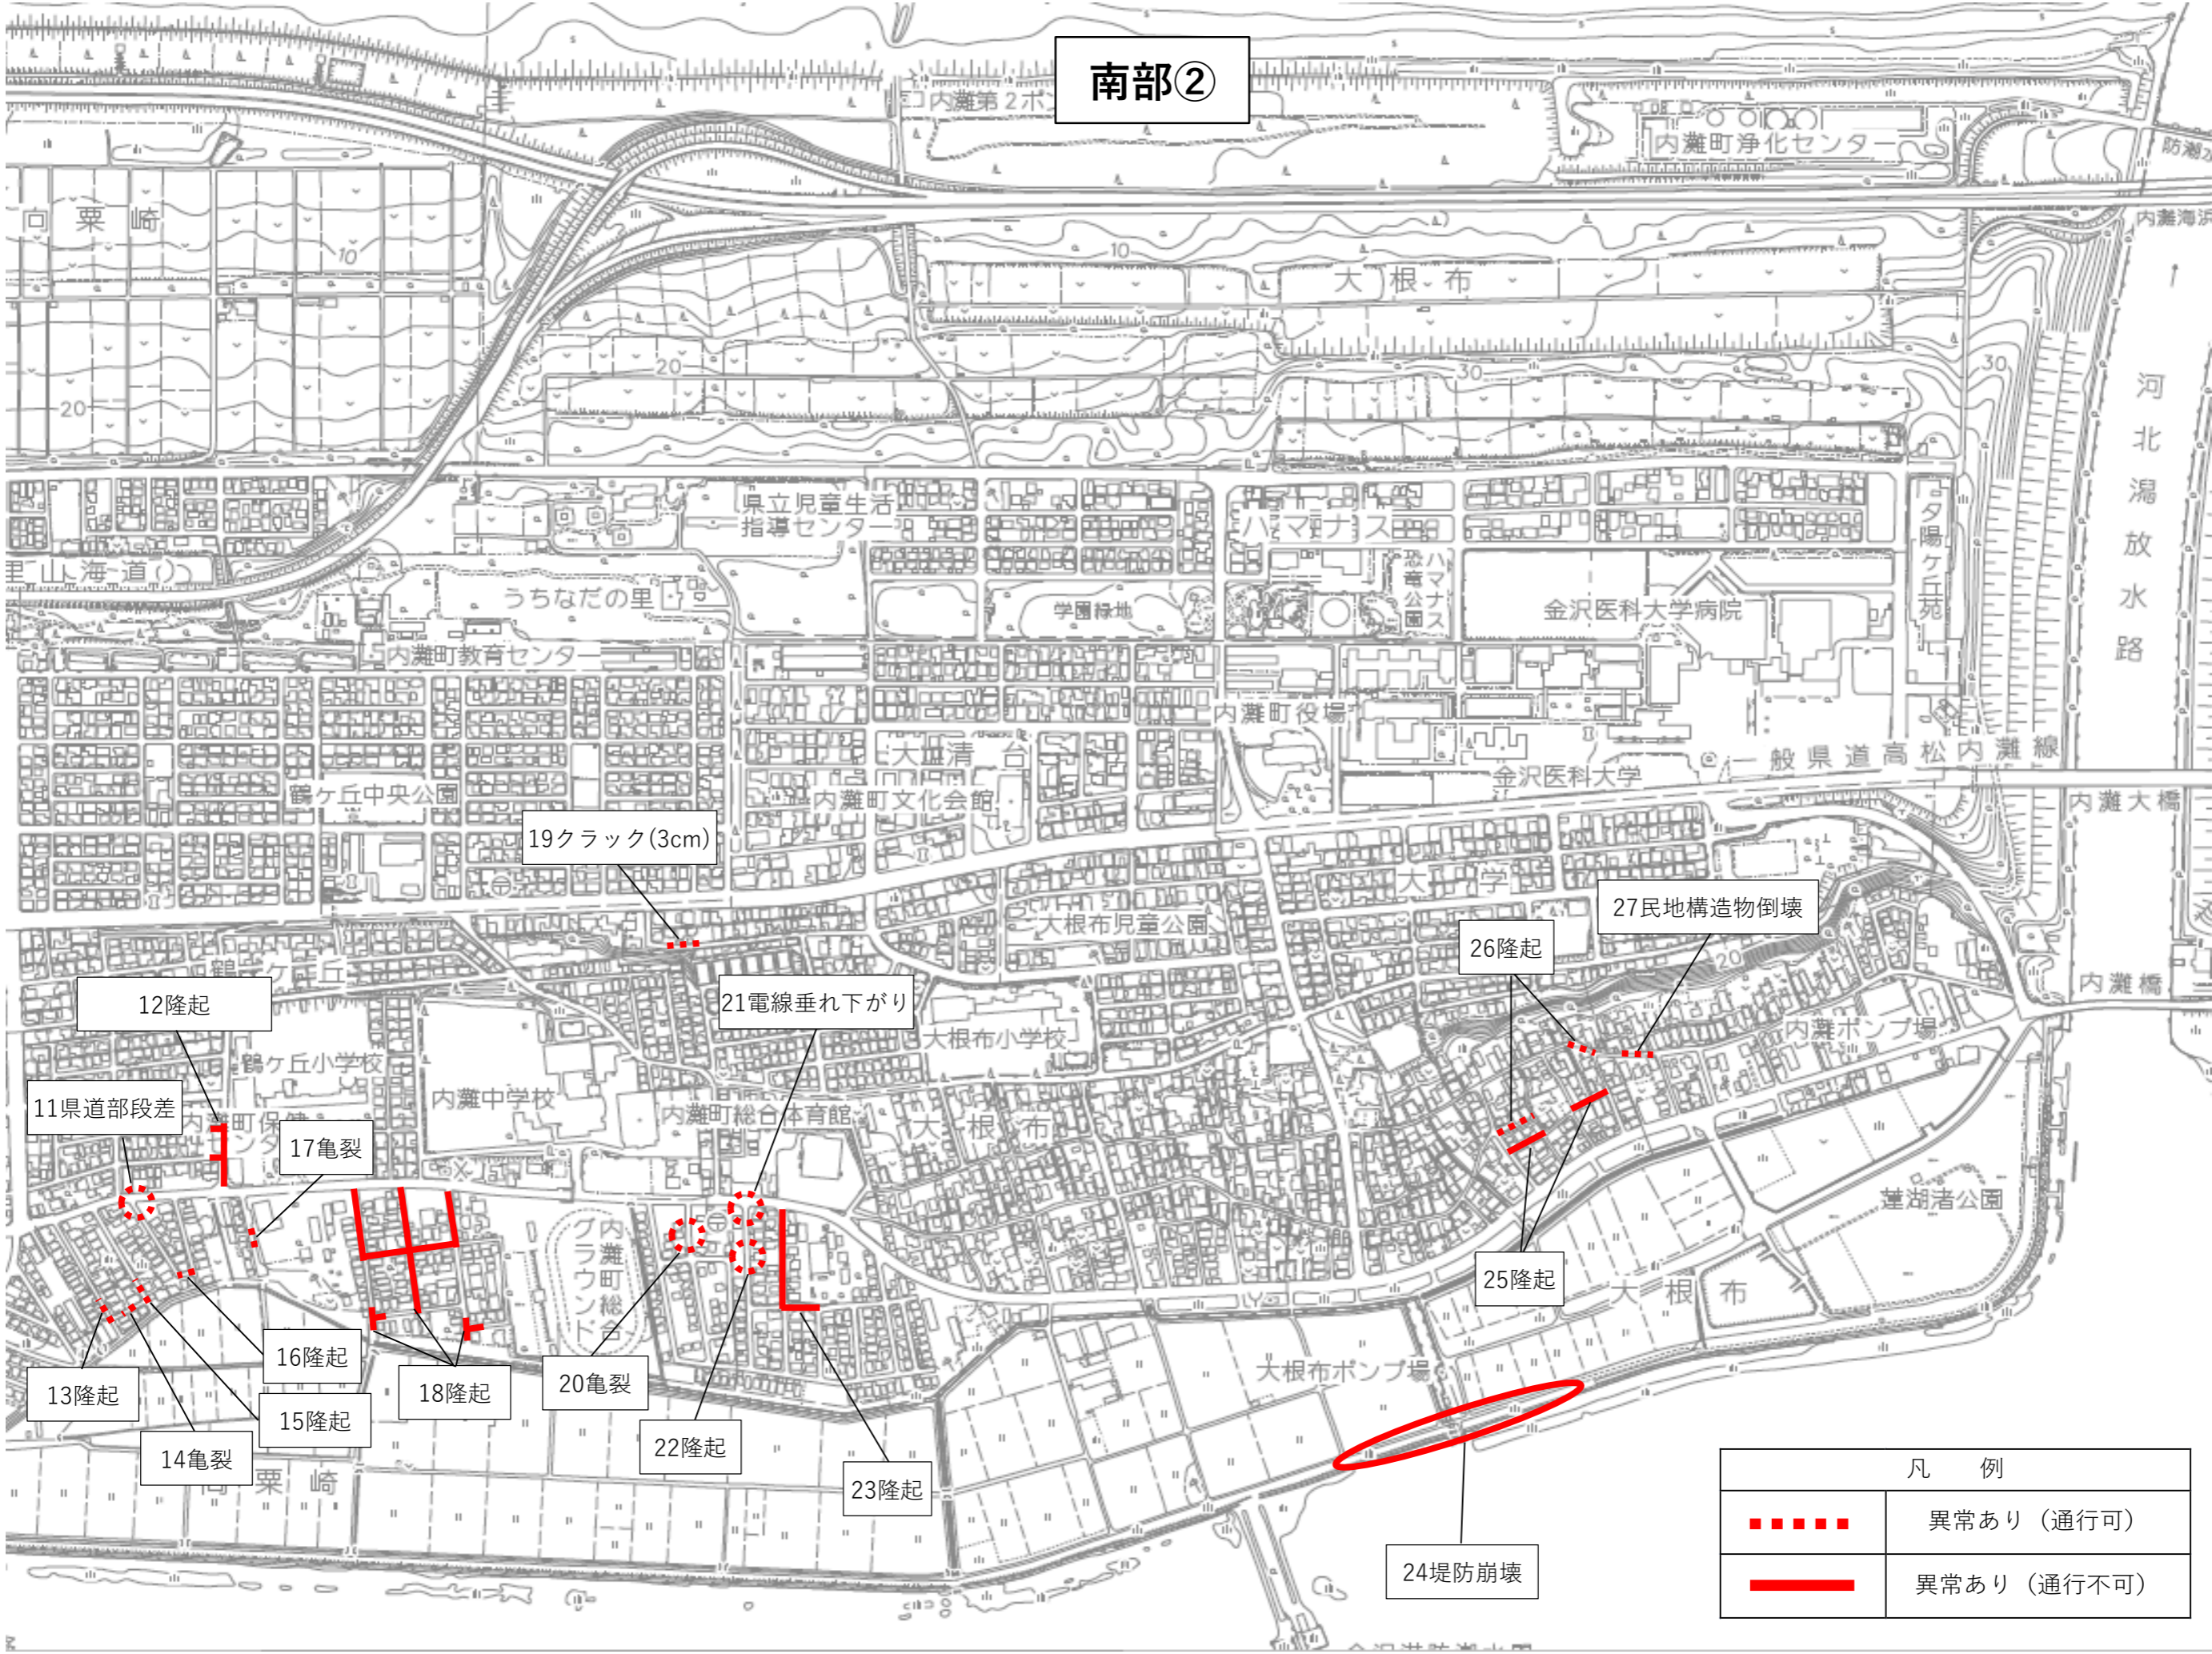 南部②
内灘第2ポ
内灘町浄化センター
防潮水
内灘海浜
向粟崎
10
10
大根布
20
20
30
30
河北潟放水路
県立児童生活
指導センター
ハマナス
夕陽ケ丘苑
里山海道
うちなだの里
学園緑地
ハマナス
恐竜公園
金沢医科大学病院
内灘町教育センター
内灘町役場
大清台
一般県道高松内灘線
金沢医科大学
鶴ケ丘中央公園
内灘町文化会館
内灘大橋
19クラック(3cm)
大学
27民地構造物倒壊
大根布児童公園
26隆起
鶴ケ丘
20
内灘橋
12隆起
21電線垂れ下がり
大根布小学校
内灘ポンプ場
鶴ケ丘小学校
11県道部段差
内灘中学校
内灘町保健
センタ
内灘町総合体育館
大根布
17亀裂
蓮湖渚公園
内灘町総合
グラウンド
25隆起
大根布
16隆起
大根布ポンプ場
13隆起
18隆起
20亀裂
15隆起
22隆起
14亀裂
粟崎
23隆起
24堤防崩壊
凡例
異常あり（通行可）
異常あり（通行不可）